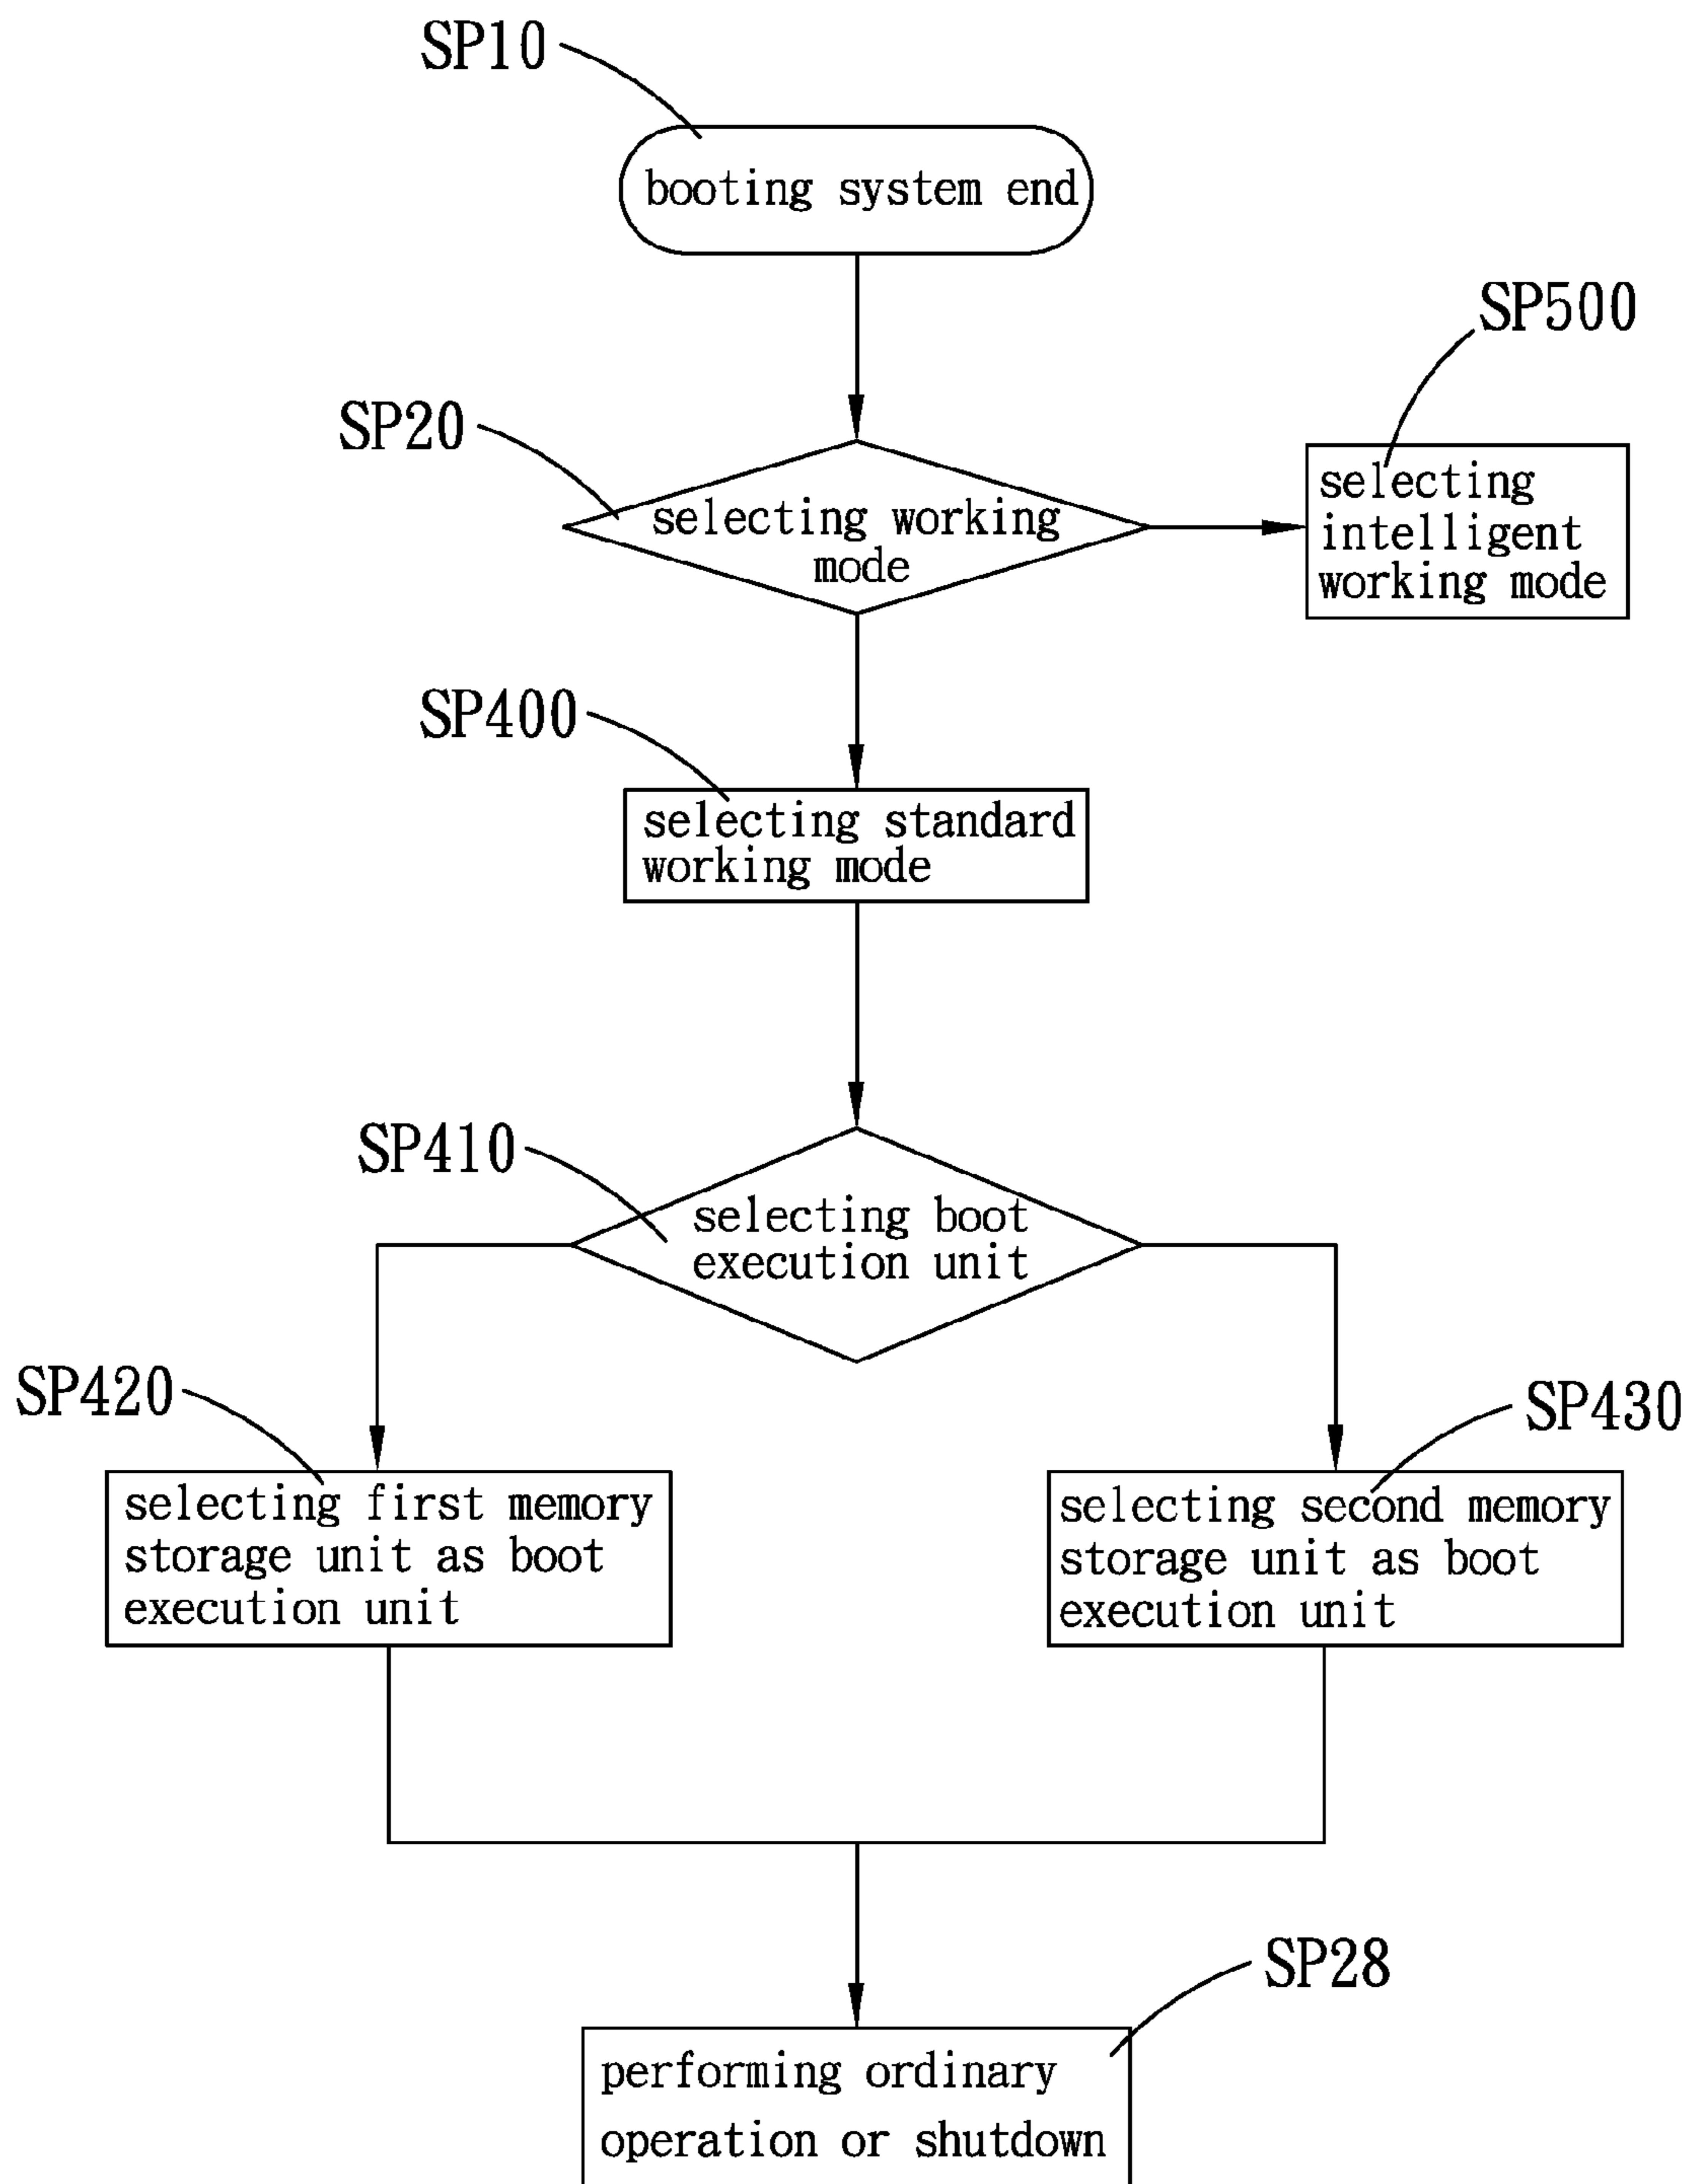 SP10
booting system end
SP500
SP20
selecting working
mode
selecting
intelligent
working mode
SP400
selecting standard
working mode
SP410
selecting boot
execution unit
SP420
SP430
selecting first memory
storage unit as boot
execution unit
selecting second memory
storage unit as boot
execution unit
SP28
performing ordinary
operation or shutdown